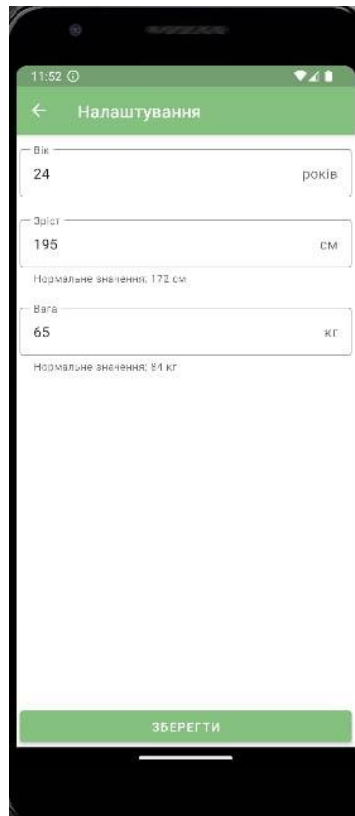 11:52
Налаштування
Вік
24 років
Зріст
195 см
Нормальне значення: 172 см
Вага
65 кг
Нормальне значення: 84 кг
ЗБЕРЕГТИ